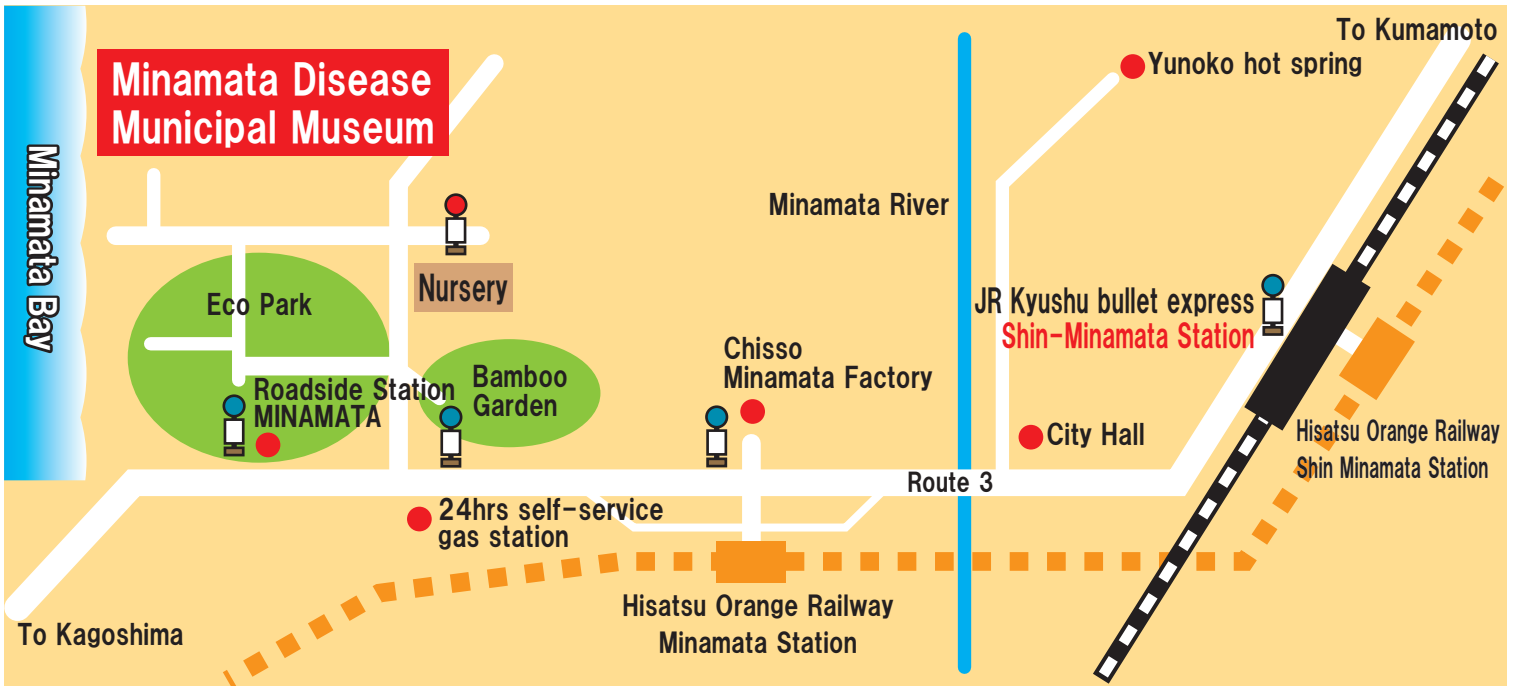 To Kumamoto
Yunoko hot spring
Minamata Disease
Municipal Museum
Minamata Bay
Minamata River
Nursery
Eco Park
JR Kyushu bullet express
Shin-Minamata Station
Chisso
Minamata Factory
Bamboo
Garden
Roadside Station
MINAMATA
City Hall
Hisatsu Orange Railway
Shin Minamata Station
Route 3
24hrs self-service
gas station
Hisatsu Orange Railway
Minamata Station
To Kagoshima